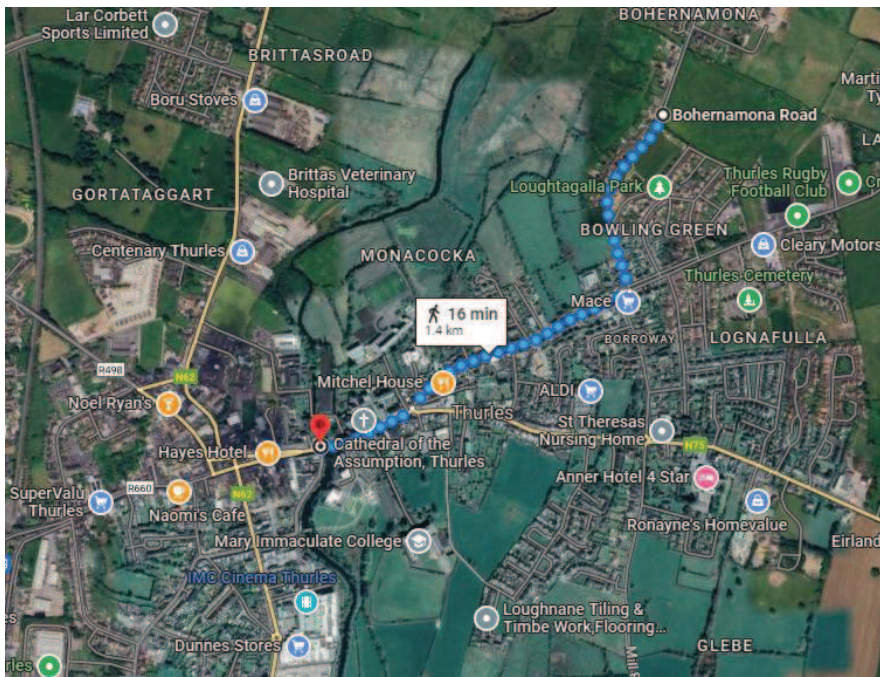 BOHERNAMONA
Lar Corbett
Sports Limited
BRITTASROAD
Boru Stoves
Bohernamona Road
Brittas Veterinary
Hospital
Loughtagalla Park
Thurles Rugby
Football Club
GORTATAGGART
BOWLING GREEN
Centenary Thurles
MONACOCKA
Cleary Motors
Thurles Cemetery
16 min
1.4 km
Mace
BORROWAY
LOGNAFULLA
R498
N62
Mitchel House
ALDI
Noel Ryan's
Thurles
St Theresas
Nursing Home
N75
Hayes Hotel
Cathedral of the
Assumption, Thurles
Anner Hotel 4 Star
SuperValu
Thurles
R660
N62
Naomi's Cafe
Ronayne's Homevalue
Mary Immaculate College
Eirland
IMC Cinema Thurles
Loughnane Tiling &
Timbe Work,Flooring...
Dunnes Stores
GLEBE